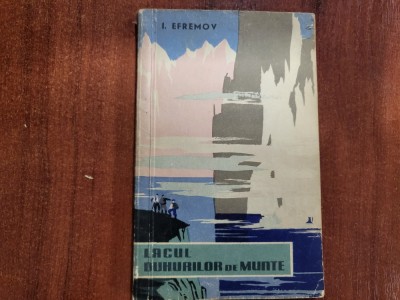 I. EFREMOV
LACUL
DUHURILOR DE MUNTE